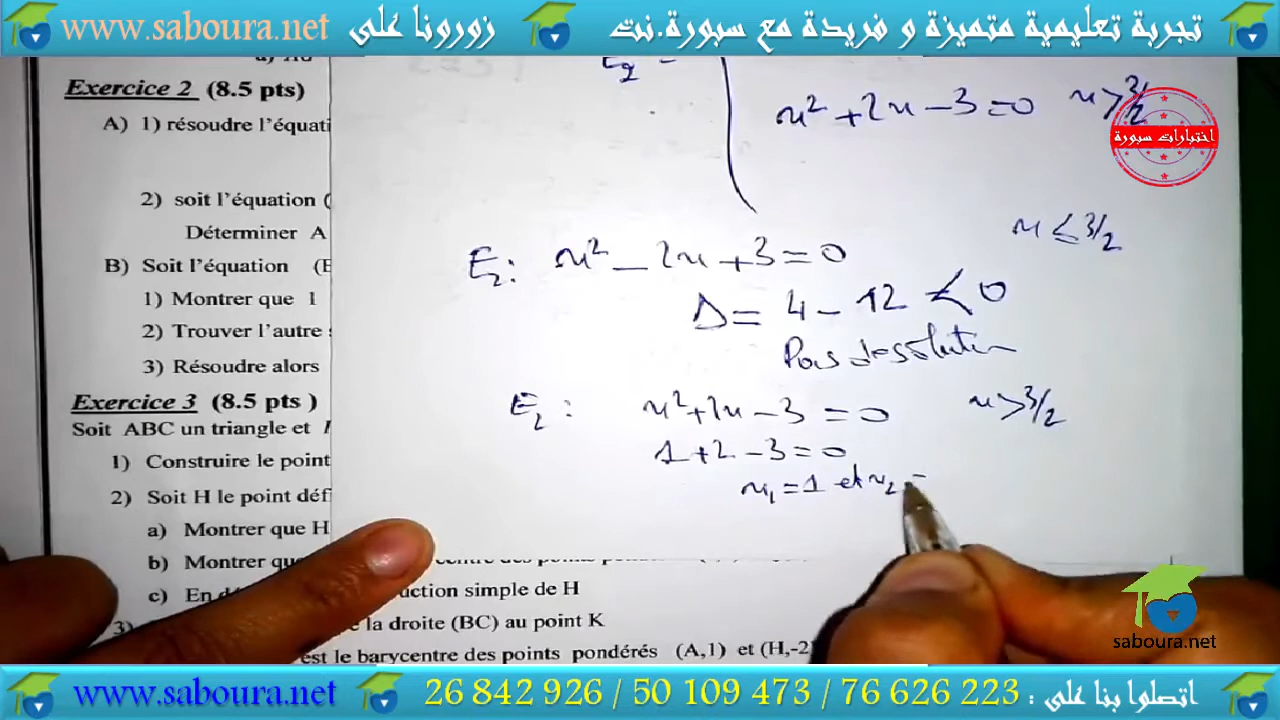 www.saboura.net زورونا على تجربة تعليمية متميزة و فريدة مع سبورة.نت
Exercice 2 (8.5 pts)
A) 1) résoudre l'équati
2) soit l'équation (
Déterminer A
B) Soit l'équation (E
1) Montrer que 1
2) Trouver l'autre s
3) Résoudre alors
Exercice 3 (8.5 pts )
Soit ABC un triangle et I
1) Construire le point
2) Soit H le point déf
a) Montrer que H
b) Montrer que
c) En d
uction simple de H
3)
e la droite (BC) au point K
est le barycentre des points pondérés (A,1) et (H,-2)
E2 =
x² + 2x - 3 = 0 x > 3/2
اختبارات سبورة
x ≤ 3/2
E2 : x² - 2x + 3 = 0
Δ = 4 - 12 < 0
Pas de solution
E2 : x² + 2x - 3 = 0 x > 3/2
1 + 2 - 3 = 0
x1 = 1 et x2 =
saboura.net
www.saboura.net 26 842 926 / 50 109 473 / 76 626 223 : اتصلوا بنا على